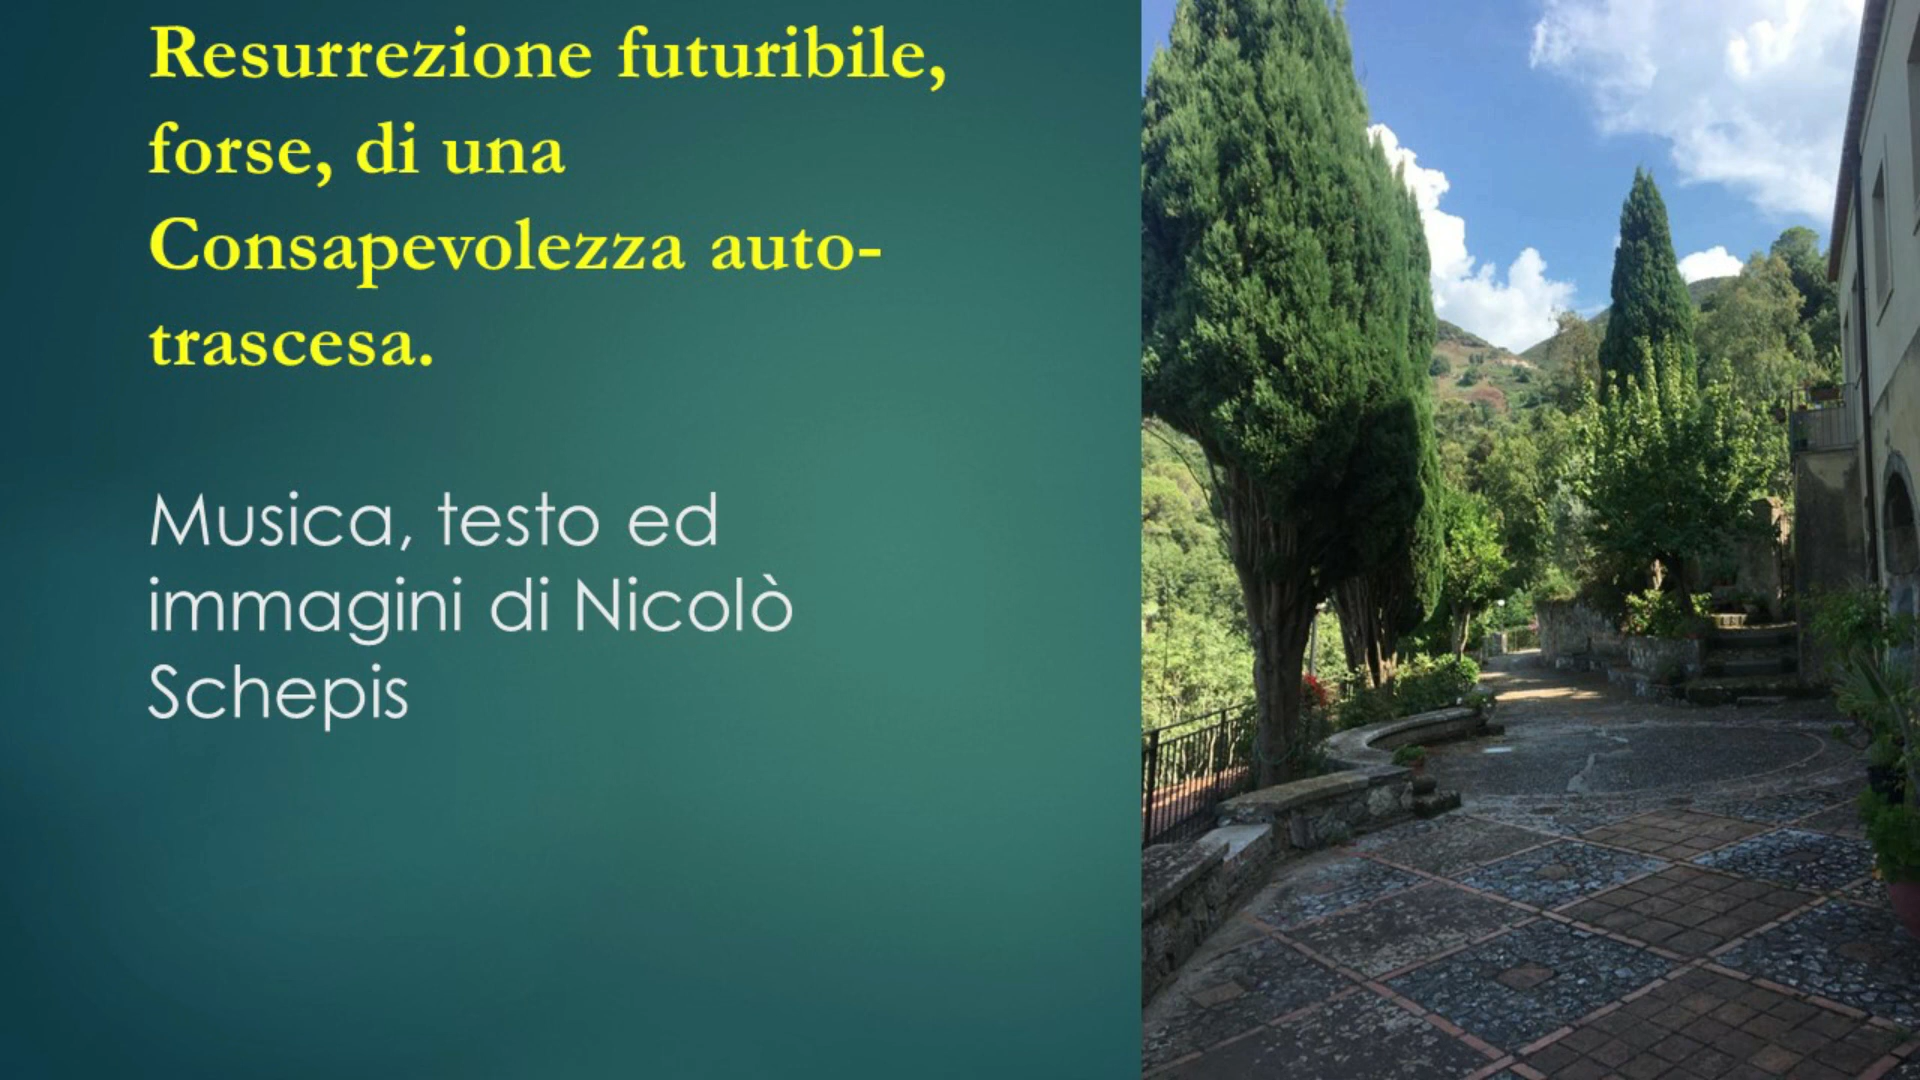 Resurrezione futuribile,
forse, di una
Consapevolezza auto-
trascesa.
Musica, testo ed
immagini di Nicolò
Schepis